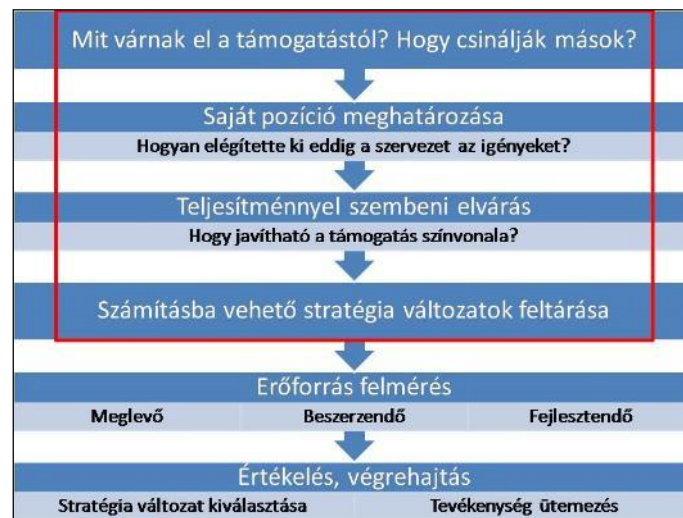 Mit várnak el a támogatástól? Hogy csinálják mások?
Saját pozíció meghatározása
Hogyan elégítette ki eddig a szervezet az igényeket?
Teljesítménnyel szembeni elvárás
Hogy javítható a támogatás színvonala?
Számításba vehető stratégia változatok feltárása
Erőforrás felmérés
Meglevő Beszerzendő Fejlesztendő
Értékelés, végrehajtás
Stratégia változat kiválasztása Tevékenység ütemezés